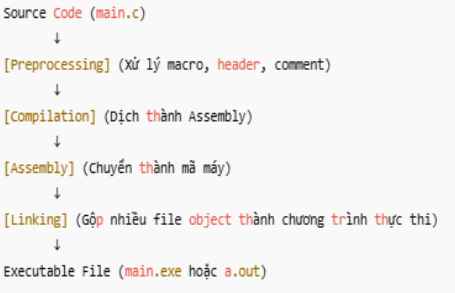 Source Code (main.c)
↓
[Preprocessing] (Xử lý macro, header, comment)
↓
[Compilation] (Dịch thành Assembly)
↓
[Assembly] (Chuyển thành mã máy)
↓
[Linking] (Gộp nhiều file object thành chương trình thực thi)
↓
Executable File (main.exe hoặc a.out)